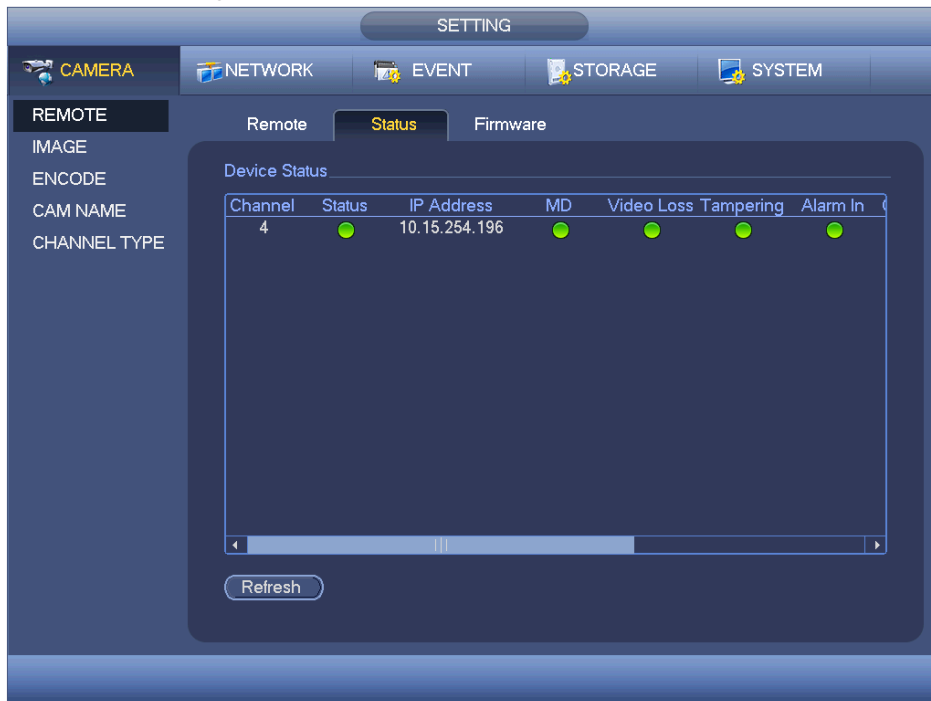 SETTING
CAMERA NETWORK EVENT STORAGE SYSTEM
REMOTE
IMAGE
ENCODE
CAM NAME
CHANNEL TYPE
Remote Status Firmware
Device Status
Channel Status IP Address MD Video Loss Tampering Alarm In
4 10.15.254.196
Refresh